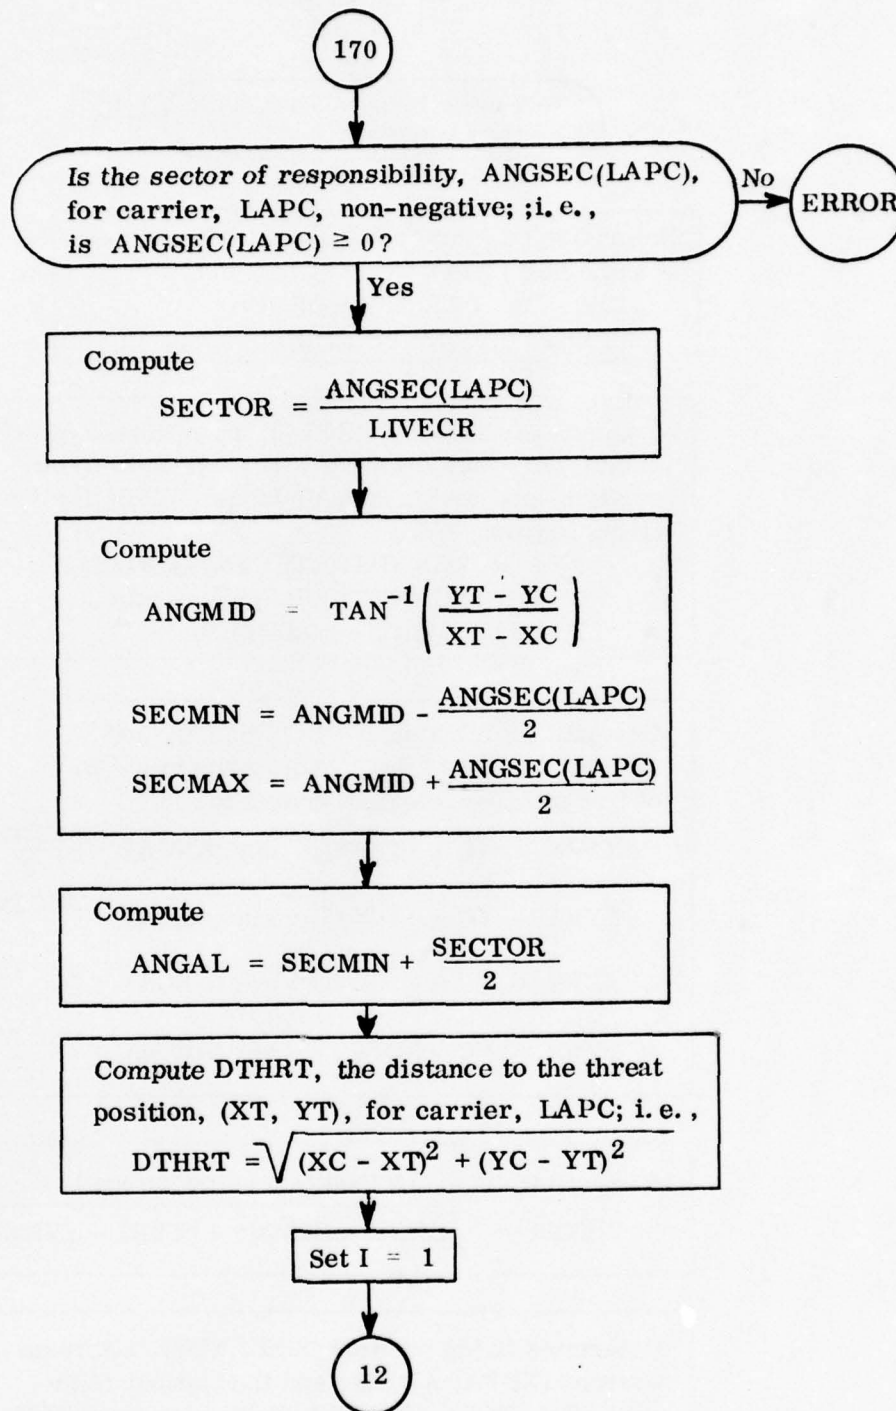 170
Is the sector of responsibility, ANGSEC(LAPC),
for carrier, LAPC, non-negative; ;i.e.,
is ANGSEC(LAPC) ≥ 0?
No
ERROR
Yes
Compute
SECTOR = ANGSEC(LAPC) / LIVECR
Compute
ANGMID = TAN^-1 ( YT - YC / XT - XC )
SECMIN = ANGMID - ANGSEC(LAPC) / 2
SECMAX = ANGMID + ANGSEC(LAPC) / 2
Compute
ANGAL = SECMIN + SECTOR / 2
Compute DTHRT, the distance to the threat
position, (XT, YT), for carrier, LAPC; i.e.,
DTHRT = √(XC - XT)² + (YC - YT)²
Set I = 1
12